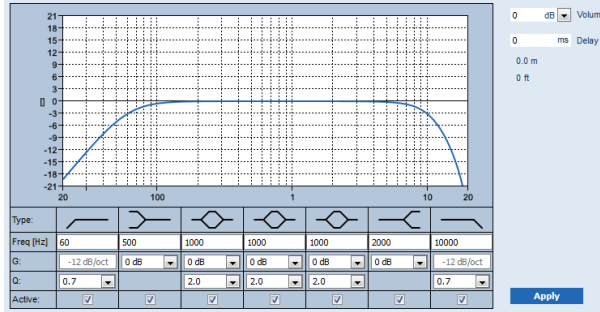 21
18
15
12
9
6
3
[] 0
-3
-6
-9
-12
-15
-18
-21
20 100 1 10 20
0 dB Volum
0 ms Delay
0.0 m
0 ft
Type:
Freq [Hz] 60 500 1000 1000 1000 2000 10000
G: -12 dB/oct 0 dB 0 dB 0 dB 0 dB 0 dB -12 dB/oct
Q: 0.7 2.0 2.0 2.0 0.7
Active:
Apply